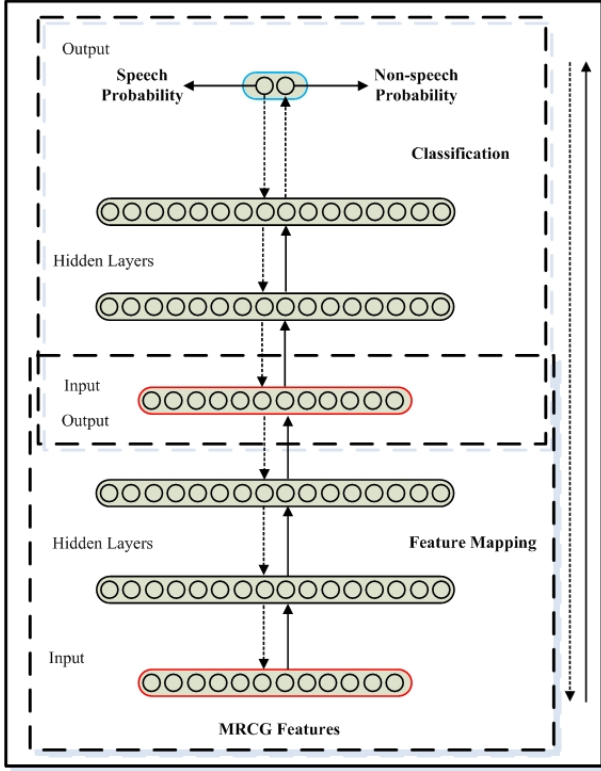 Output
Speech
Probability
Non-speech
Probability
Classification
Hidden Layers
Input
Output
Hidden Layers
Feature Mapping
Input
MRCG Features